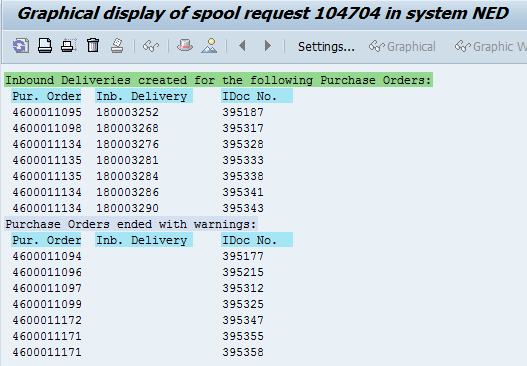 Graphical display of spool request 104704 in system NED
Settings... Graphical Graphic W
Inbound Deliveries created for the following Purchase Orders:
Pur. Order Inb. Delivery IDoc No.
4600011095 180003252 395187
4600011098 180003268 395317
4600011134 180003276 395328
4600011135 180003281 395333
4600011135 180003284 395338
4600011134 180003286 395341
4600011134 180003290 395343
Purchase Orders ended with warnings:
Pur. Order Inb. Delivery IDoc No.
4600011094 395177
4600011096 395215
4600011097 395312
4600011099 395325
4600011172 395347
4600011171 395355
4600011171 395358